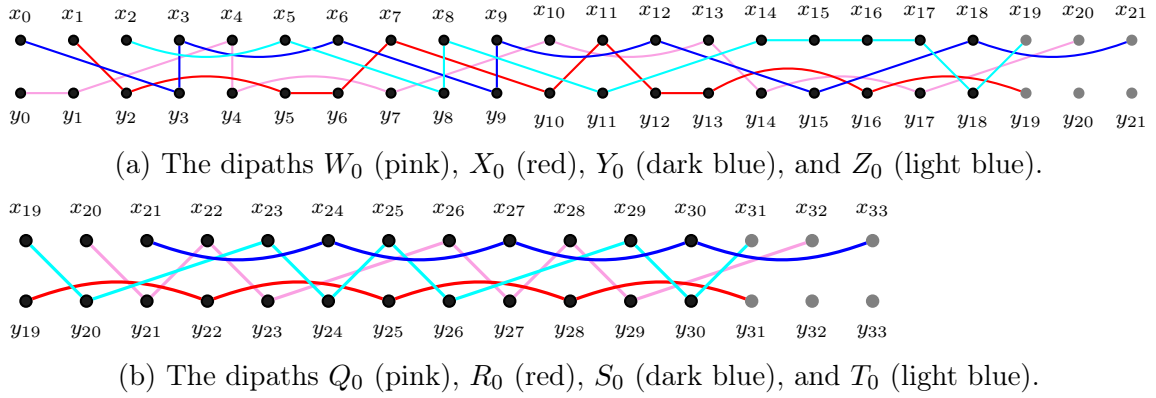 x₀ x₁ x₂ x₃ x₄ x₅ x₆ x₇ x₈ x₉ x₁₀ x₁₁ x₁₂ x₁₃ x₁₄ x₁₅ x₁₆ x₁₇ x₁₈ x₁₉ x₂₀ x₂₁
y₀ y₁ y₂ y₃ y₄ y₅ y₆ y₇ y₈ y₉ y₁₀ y₁₁ y₁₂ y₁₃ y₁₄ y₁₅ y₁₆ y₁₇ y₁₈ y₁₉ y₂₀ y₂₁
(a) The dipaths W₀ (pink), X₀ (red), Y₀ (dark blue), and Z₀ (light blue).
x₁₉ x₂₀ x₂₁ x₂₂ x₂₃ x₂₄ x₂₅ x₂₆ x₂₇ x₂₈ x₂₉ x₃₀ x₃₁ x₃₂ x₃₃
y₁₉ y₂₀ y₂₁ y₂₂ y₂₃ y₂₄ y₂₅ y₂₆ y₂₇ y₂₈ y₂₉ y₃₀ y₃₁ y₃₂ y₃₃
(b) The dipaths Q₀ (pink), R₀ (red), S₀ (dark blue), and T₀ (light blue).